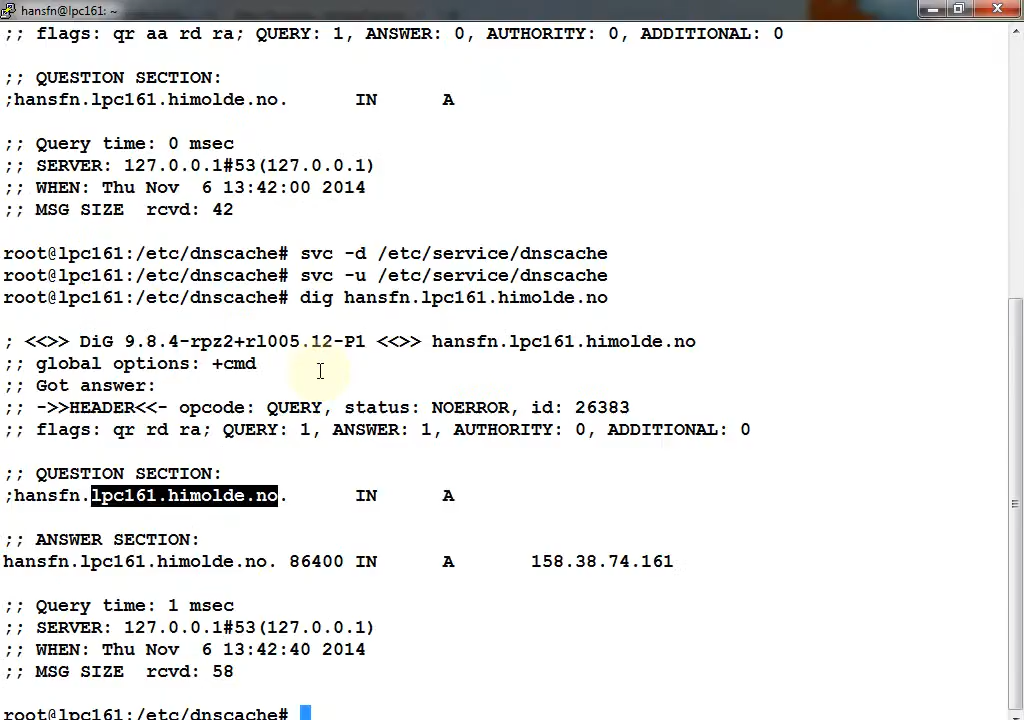 hansfn@lpc161: ~
;; flags: qr aa rd ra; QUERY: 1, ANSWER: 0, AUTHORITY: 0, ADDITIONAL: 0
;; QUESTION SECTION:
;hansfn.lpc161.himolde.no. IN A
;; Query time: 0 msec
;; SERVER: 127.0.0.1#53(127.0.0.1)
;; WHEN: Thu Nov  6 13:42:00 2014
;; MSG SIZE  rcvd: 42
root@lpc161:/etc/dnscache# svc -d /etc/service/dnscache
root@lpc161:/etc/dnscache# svc -u /etc/service/dnscache
root@lpc161:/etc/dnscache# dig hansfn.lpc161.himolde.no
; <<>> DiG 9.8.4-rpz2+rl005.12-P1 <<>> hansfn.lpc161.himolde.no
;; global options: +cmd
;; Got answer:
;; ->>HEADER<<- opcode: QUERY, status: NOERROR, id: 26383
;; flags: qr rd ra; QUERY: 1, ANSWER: 1, AUTHORITY: 0, ADDITIONAL: 0
;; QUESTION SECTION:
;hansfn.lpc161.himolde.no. IN A
;; ANSWER SECTION:
hansfn.lpc161.himolde.no. 86400 IN A 158.38.74.161
;; Query time: 1 msec
;; SERVER: 127.0.0.1#53(127.0.0.1)
;; WHEN: Thu Nov  6 13:42:40 2014
;; MSG SIZE  rcvd: 58
root@lpc161:/etc/dnscache#